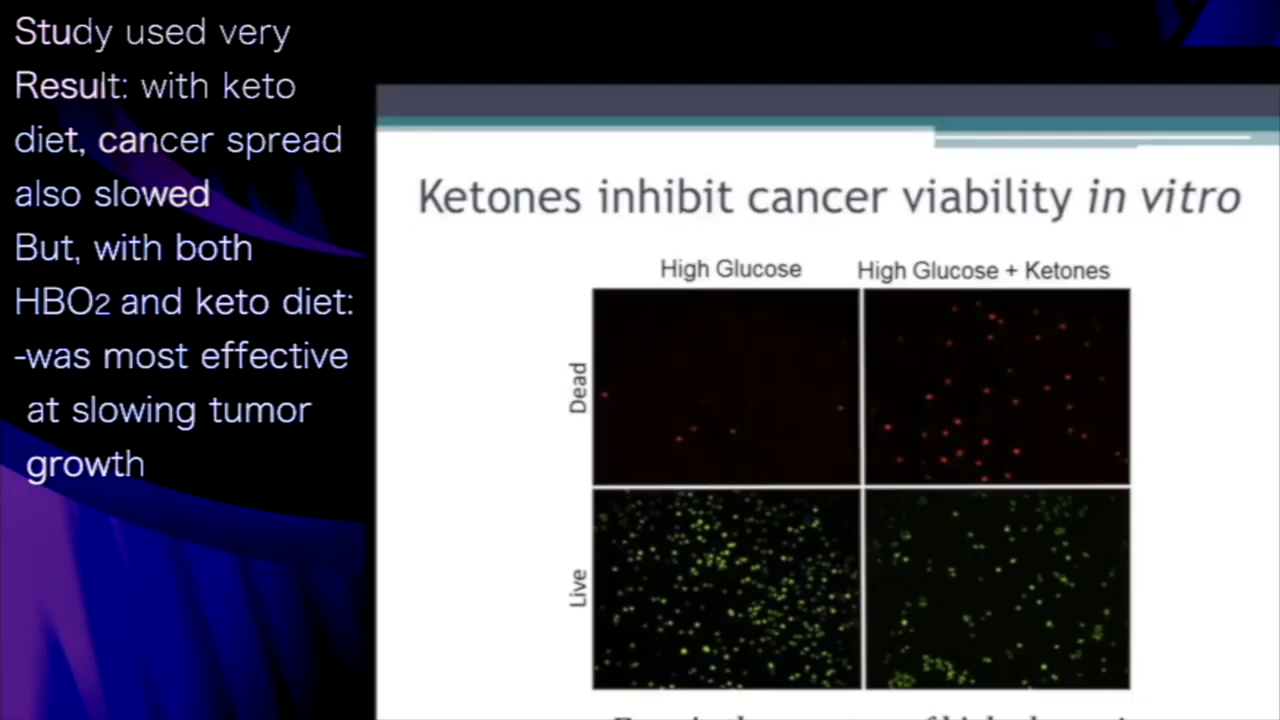 Study used very
Result: with keto
diet, cancer spread
also slowed
But, with both
HBO2 and keto diet:
-was most effective
at slowing tumor
growth
Ketones inhibit cancer viability in vitro
High Glucose
High Glucose + Ketones
Dead
Live